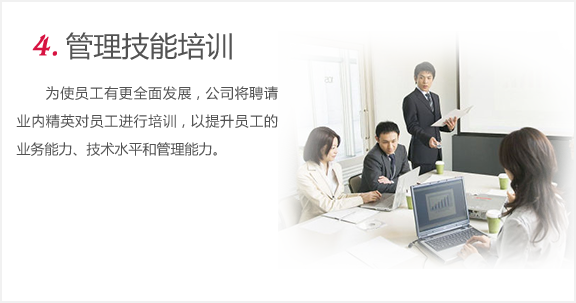 4. 管理技能培训
为使员工有更全面发展，公司将聘请
业内精英对员工进行培训，以提升员工的
业务能力、技术水平和管理能力。